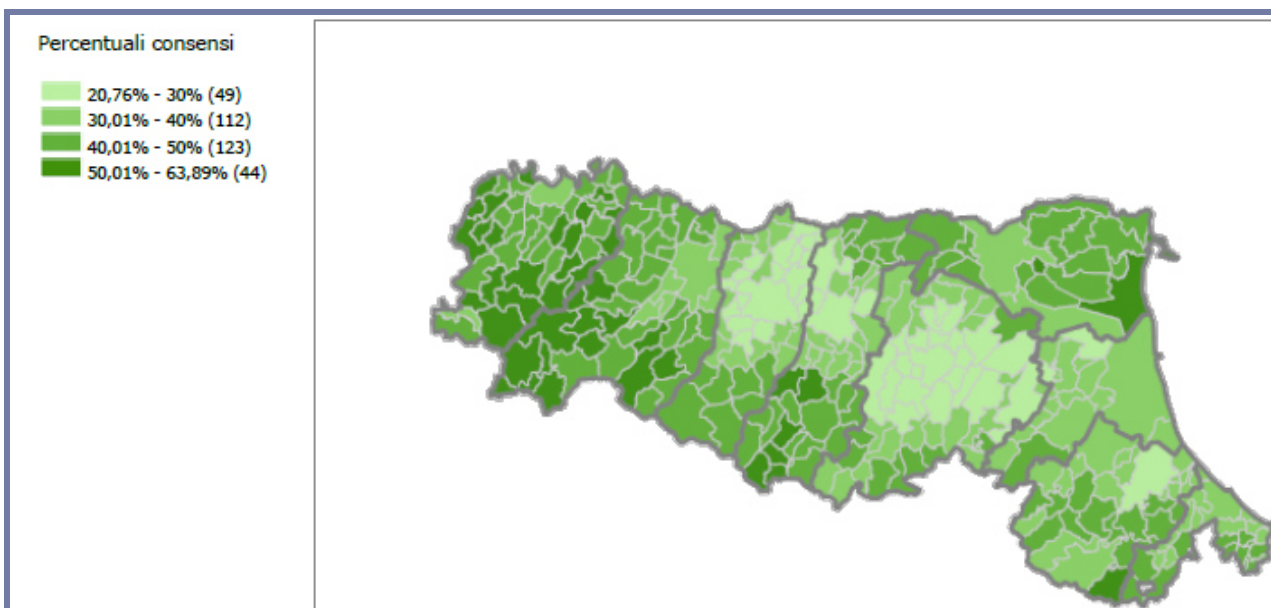 Percentuali consensi
20,76% - 30% (49)
30,01% - 40% (112)
40,01% - 50% (123)
50,01% - 63,89% (44)